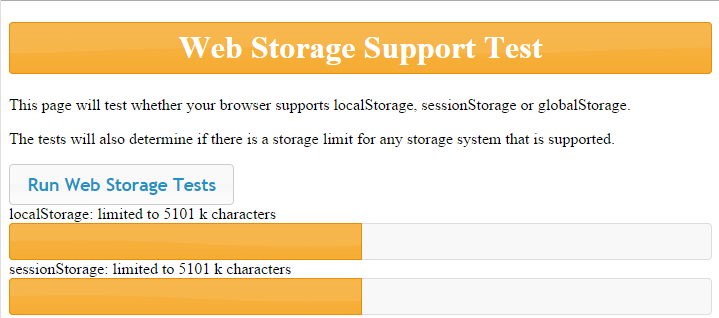 Web Storage Support Test
This page will test whether your browser supports localStorage, sessionStorage or globalStorage.
The tests will also determine if there is a storage limit for any storage system that is supported.
Run Web Storage Tests
localStorage: limited to 5101 k characters
sessionStorage: limited to 5101 k characters